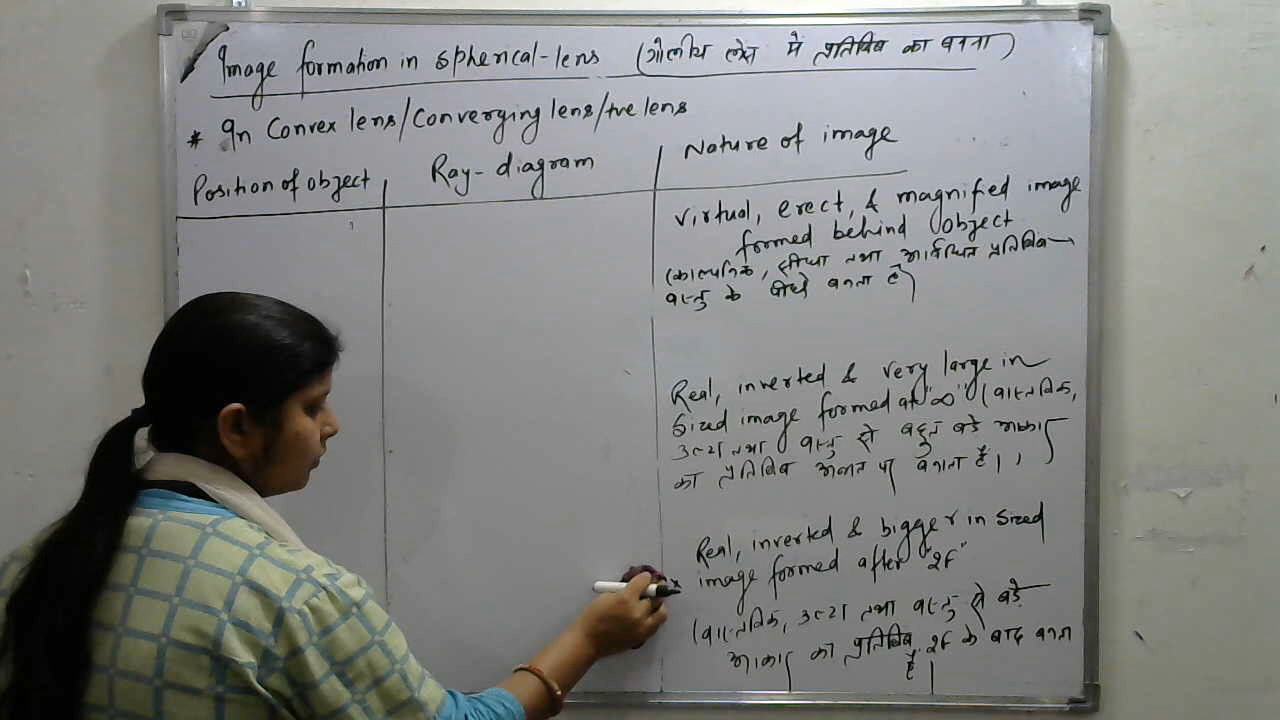 Image formation in spherical-lens (गोलीय लेंस में प्रतिबिंब का बनना)
* In Convex lens/Converging lens/+ve lens
Position of object
Ray-diagram
Nature of image
Virtual, erect, & magnified image
formed behind object
(काल्पनिक, सीधा तथा आवर्धित प्रतिबिंब
वस्तु के पीछे बनता है)
Real, inverted & very large in
sized image formed at "∞" (वास्तविक,
उल्टा तथा वस्तु से बहुत बड़े आकार
का प्रतिबिंब अनन्त पर बनता है।)
Real, inverted & bigger in sized
image formed after "2F"
(वास्तविक, उल्टा तथा वस्तु से बड़े
आकार का प्रतिबिंब 2F के बाद बनता
है।